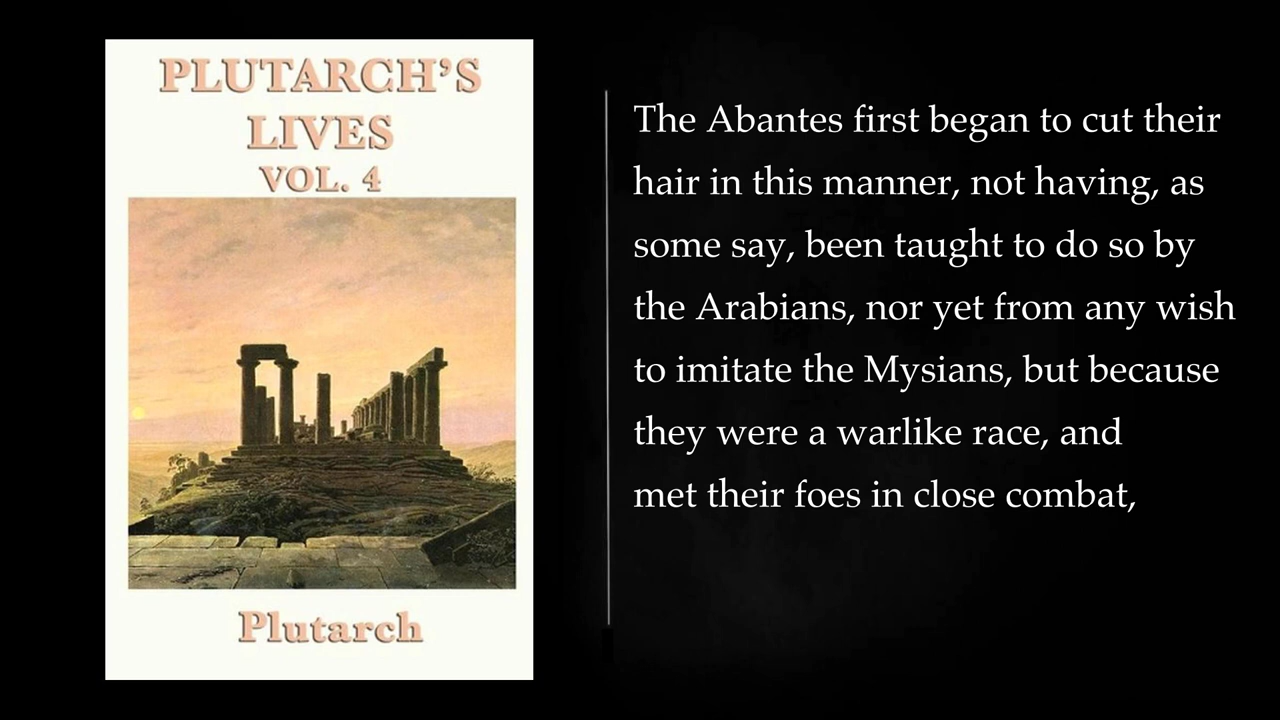 PLUTARCH'S
LIVES
VOL. 4
Plutarch
The Abantes first began to cut their
hair in this manner, not having, as
some say, been taught to do so by
the Arabians, nor yet from any wish
to imitate the Mysians, but because
they were a warlike race, and
met their foes in close combat,